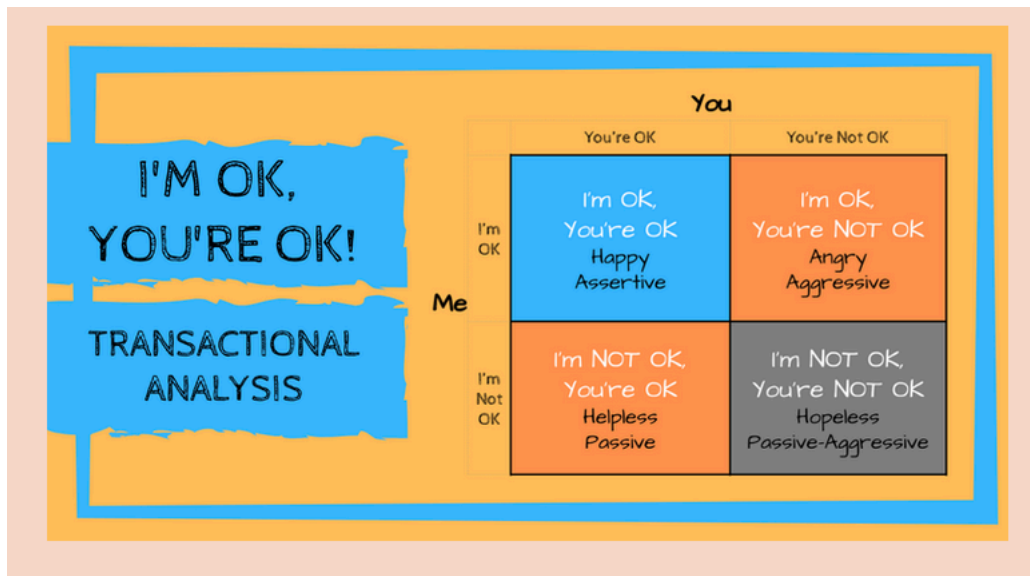 I'M OK,
YOU'RE OK!
TRANSACTIONAL
ANALYSIS
You
You're OK
You're Not OK
Me
I'm
OK
I'm OK,
You're OK
Happy
Assertive
I'm OK,
You're NOT OK
Angry
Aggressive
I'm
Not
OK
I'm NOT OK,
You're OK
Helpless
Passive
I'm NOT OK,
You're NOT OK
Hopeless
Passive-Aggressive